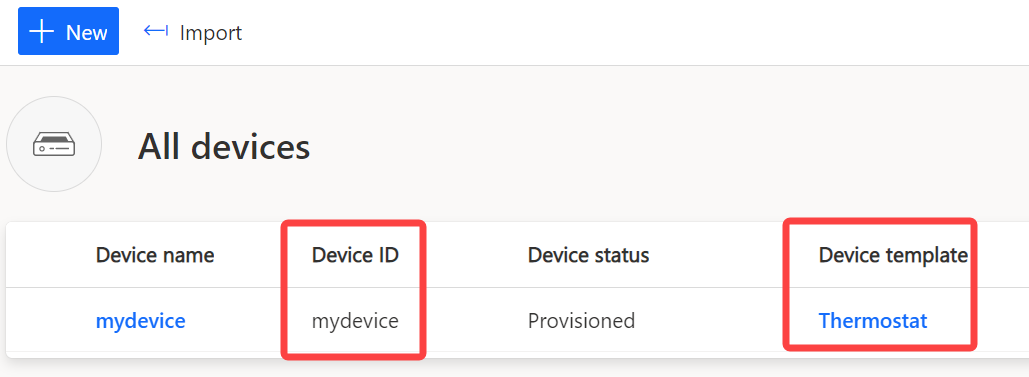 New Import
All devices
Device name Device ID Device status Device template
mydevice mydevice Provisioned Thermostat